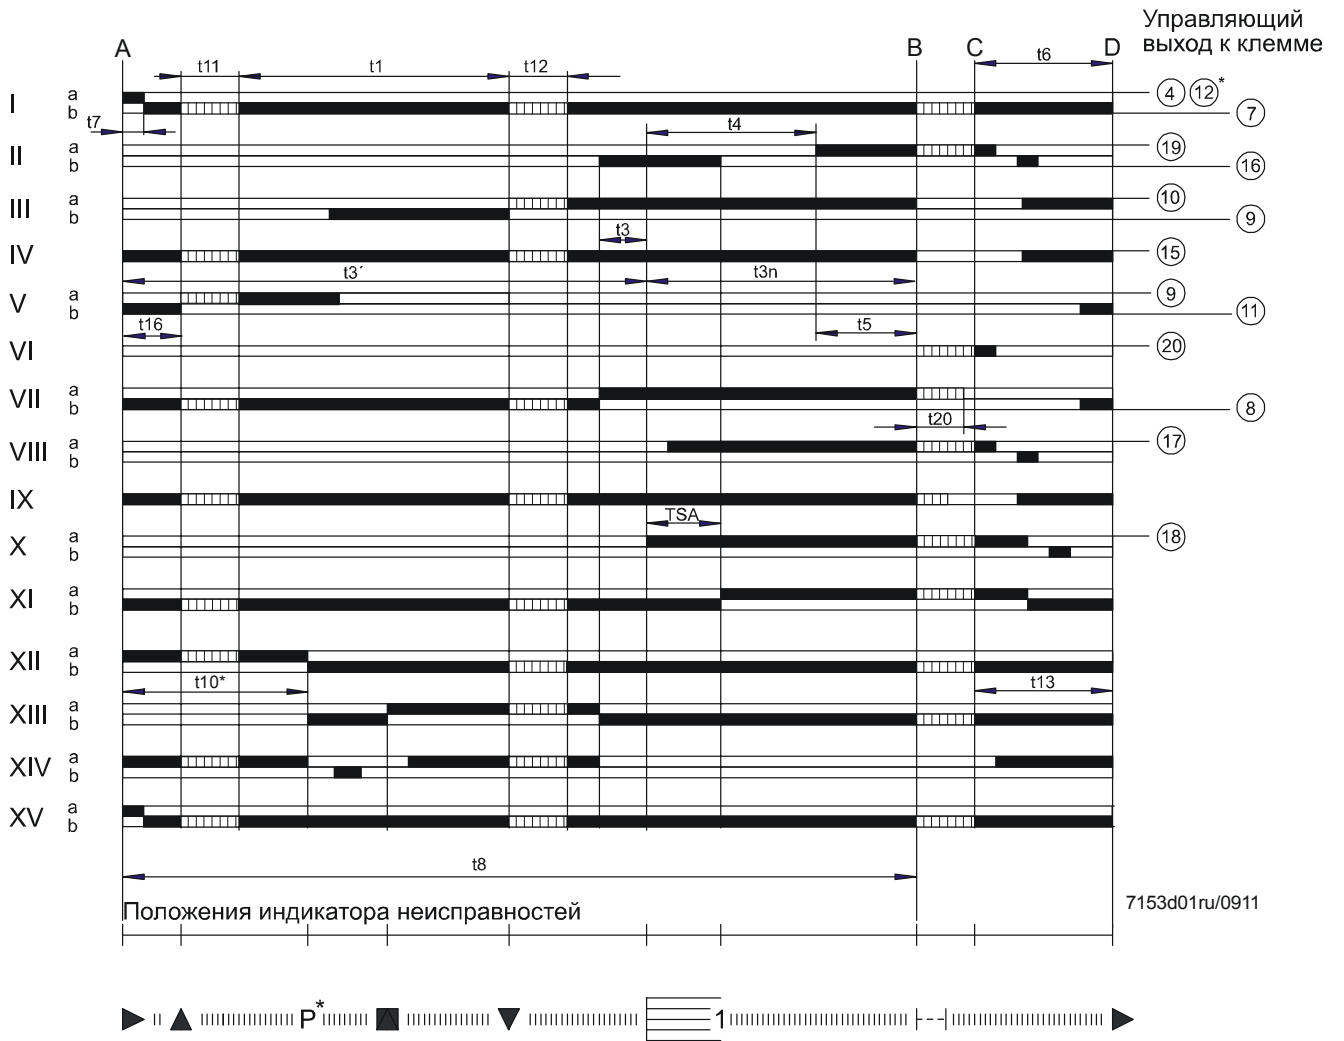 Управляющий
выход к клемме
A B C D
t11 t1 t12 t6
I a b 4 12* 7
t7 t4
II a b 19 16
III a b 10 9
t3
IV 15
t3´ t3n
V a b 9 11
t16 t5
VI 20
VII a b 8
t20
VIII a b 17
IX
TSA
X a b 18
XI a b
XII a b
t10* t13
XIII a b
XIV a b
XV a b
t8
7153d01ru/0911
Положения индикатора неисправностей
P* 1